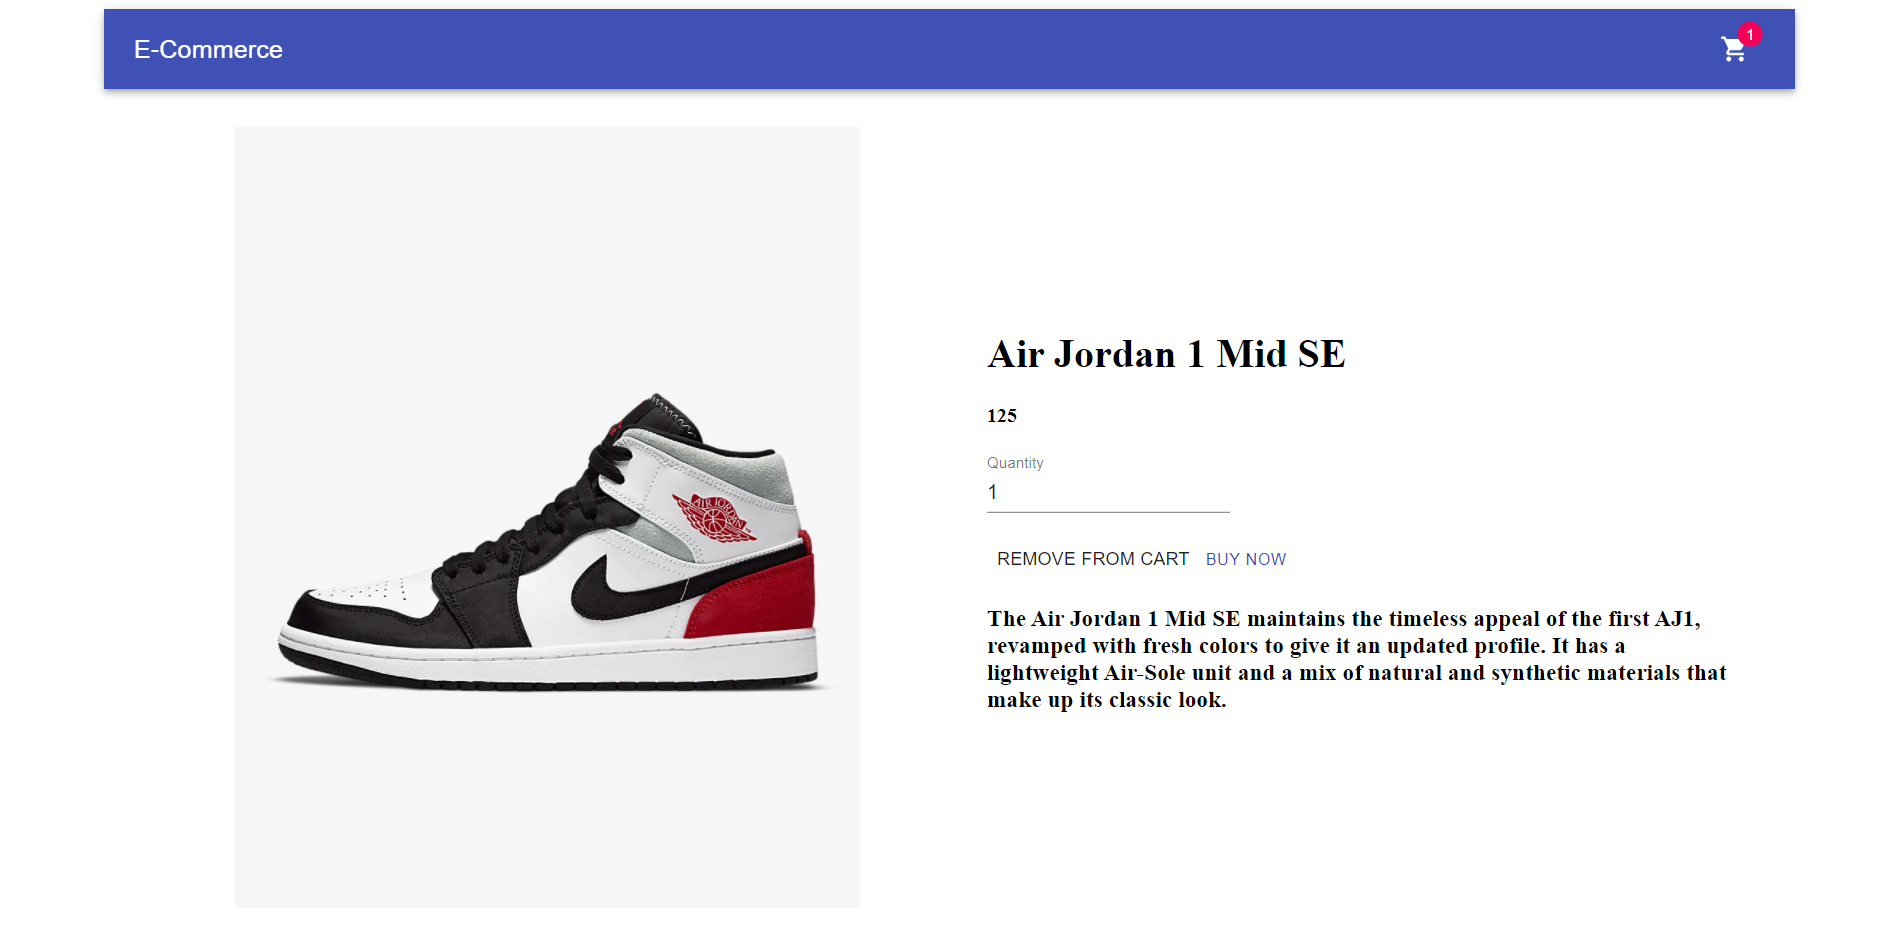 E-Commerce
1
AIR JORDAN
Air Jordan 1 Mid SE
125
Quantity
1
REMOVE FROM CART BUY NOW
The Air Jordan 1 Mid SE maintains the timeless appeal of the first AJ1,
revamped with fresh colors to give it an updated profile. It has a
lightweight Air-Sole unit and a mix of natural and synthetic materials that
make up its classic look.